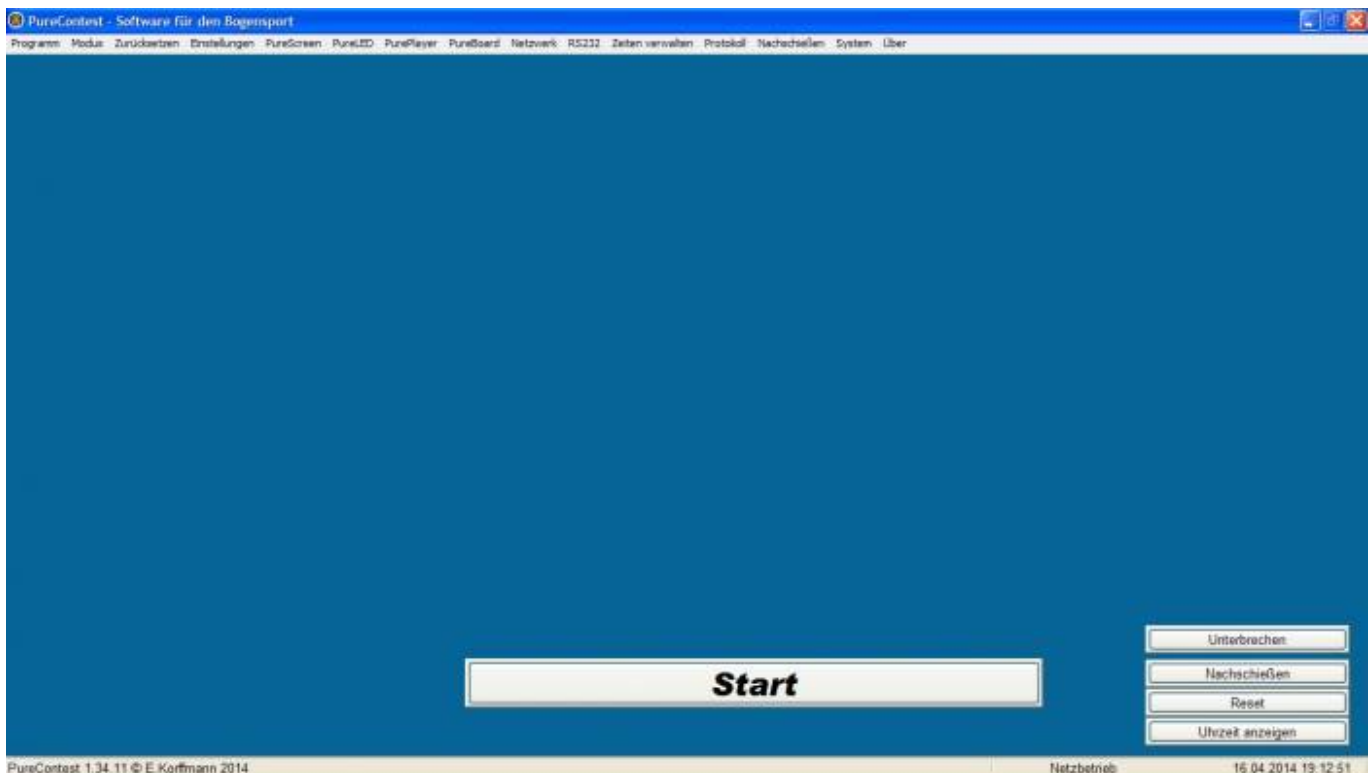 PureContest - Software für den Bogensport
Programm Modus Zurücksetzen Einstellungen PureScreen PureLED PurePlayer PureBoard Netzwerk RS232 Zeiten verwalten Protokoll Nachschießen System Über
Unterbrechen
Start
Nachschießen
Reset
Uhrzeit anzeigen
PureContest 1.34.11 © E.Korffmann 2014 Netzbetrieb 16.04.2014 19:12:51